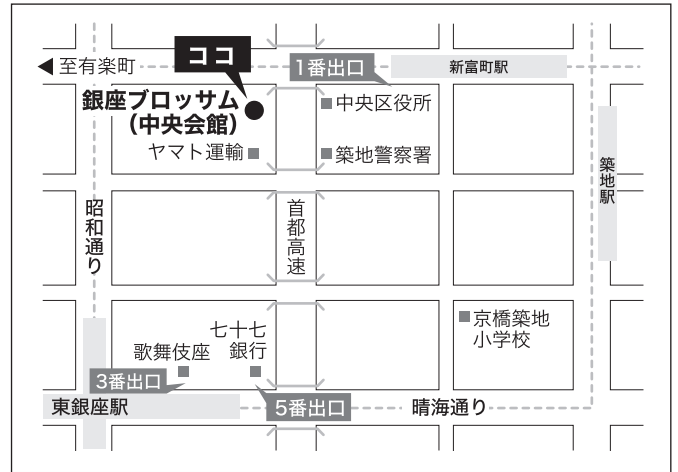 至有楽町
ココ
1番出口
新富町駅
銀座ブロッサム
(中央会館)
中央区役所
ヤマト運輸
築地警察署
築地駅
昭和通り
首都高速
京橋築地
小学校
七十七
銀行
歌舞伎座
3番出口
東銀座駅
5番出口
晴海通り